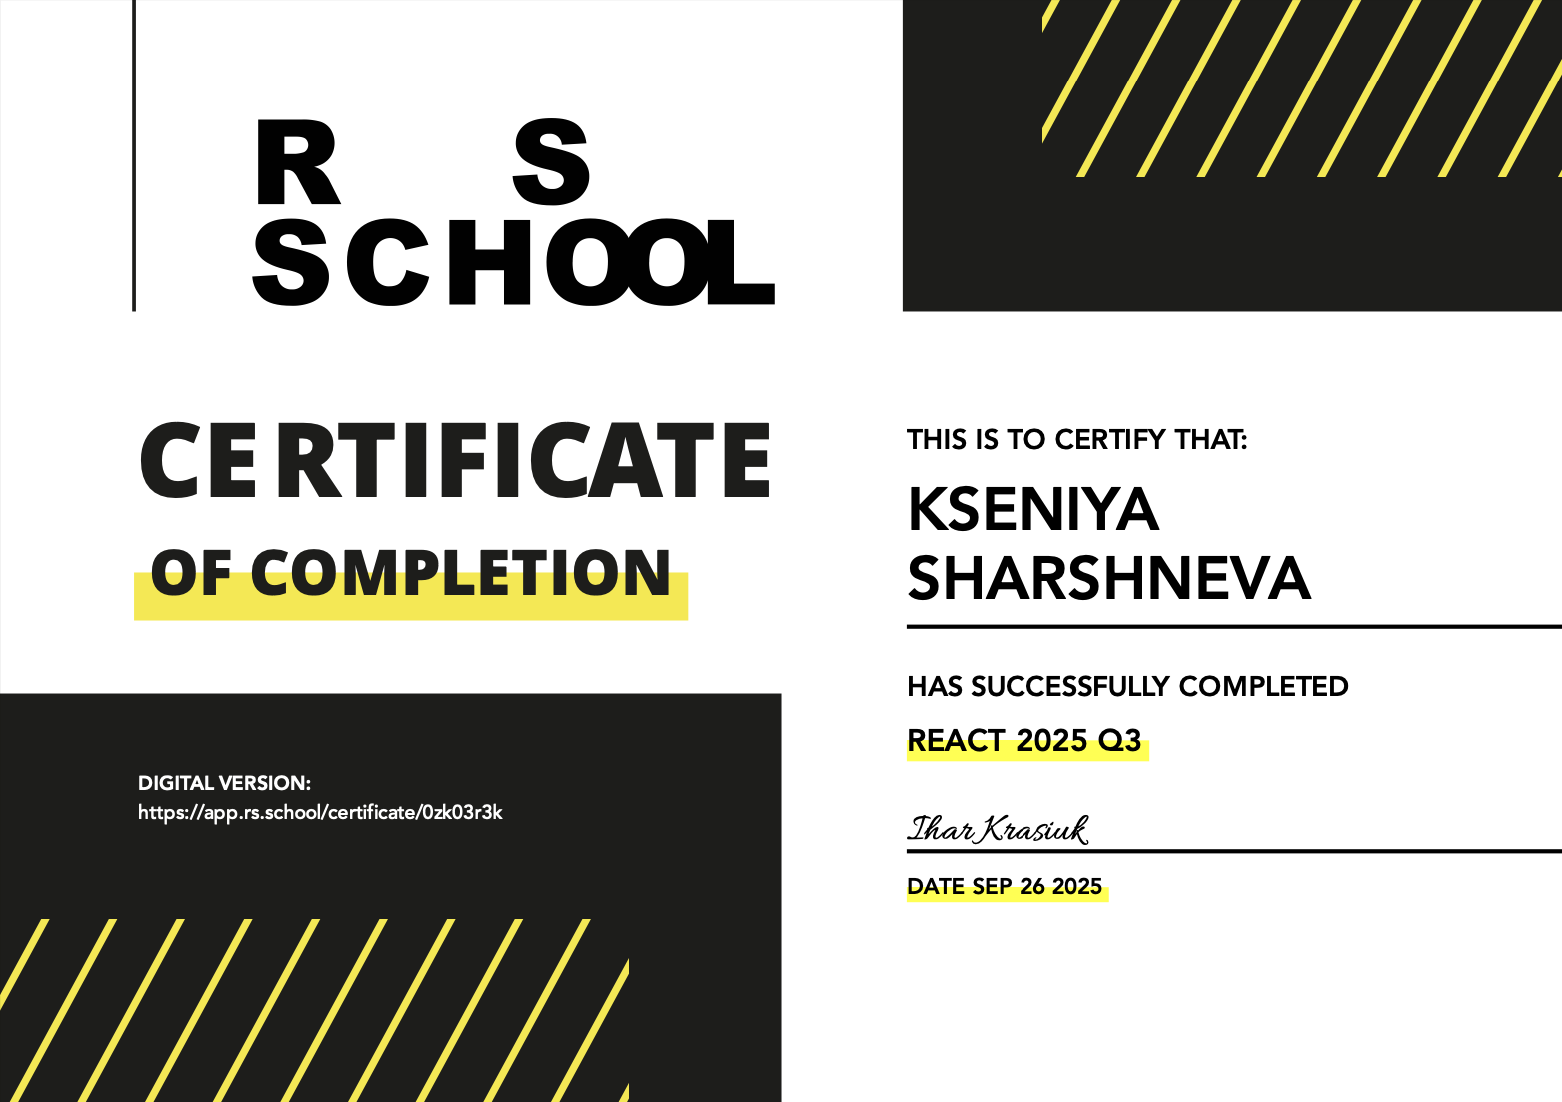 R S
SCHOOL
CERTIFICATE
OF COMPLETION
DIGITAL VERSION:
https://app.rs.school/certificate/0zk03r3k
THIS IS TO CERTIFY THAT:
KSENIYA
SHARSHNEVA
HAS SUCCESSFULLY COMPLETED
REACT 2025 Q3
Ihar Krasiuk
DATE SEP 26 2025